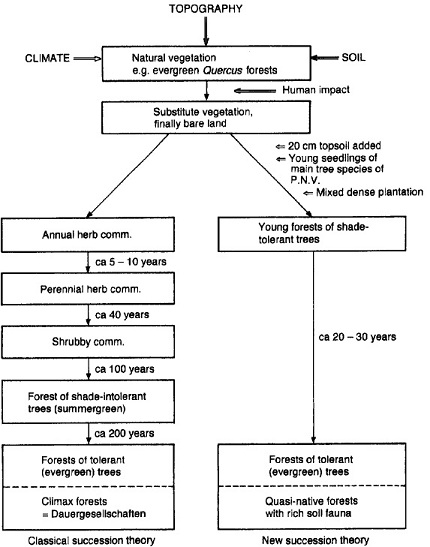 TOPOGRAPHY
CLIMATE
Natural vegetation
e.g. evergreen Quercus forests
SOIL
Human impact
Substitute vegetation,
finally bare land
20 cm topsoil added
Young seedlings of
main tree species of
P.N.V.
Mixed dense plantation
Annual herb comm.
ca 5 – 10 years
Perennial herb comm.
ca 40 years
Shrubby comm.
ca 100 years
Forest of shade-intolerant
trees (summergreen)
ca 200 years
Forests of tolerant
(evergreen) trees
Climax forests
= Dauergesellschaften
Classical succession theory
Young forests of shade-
tolerant trees
ca 20 – 30 years
Forests of tolerant
(evergreen) trees
Quasi-native forests
with rich soil fauna
New succession theory